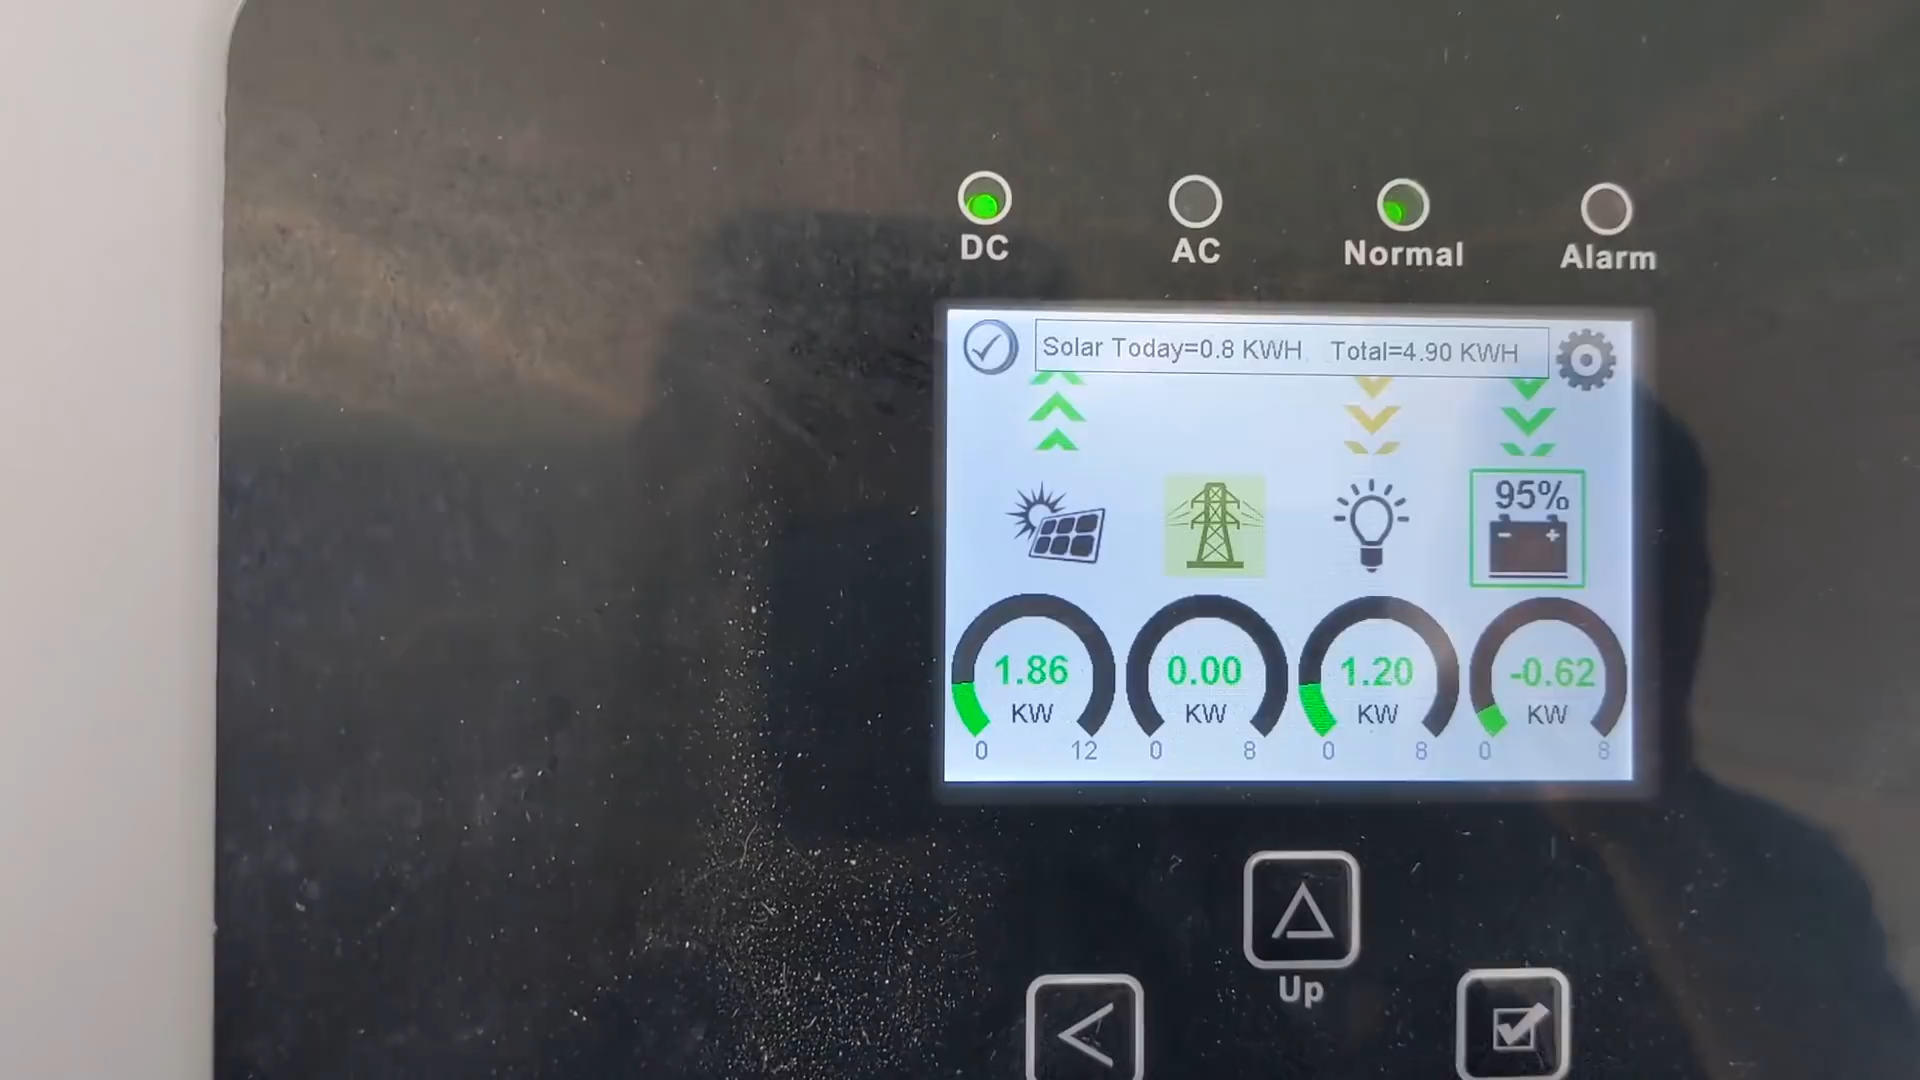 DC AC Normal Alarm
Solar Today=0.8 KWH Total=4.90 KWH
95%
1.86 0.00 1.20 -0.62
KW KW KW KW
0 12 0 8 0 8 0 8
Up